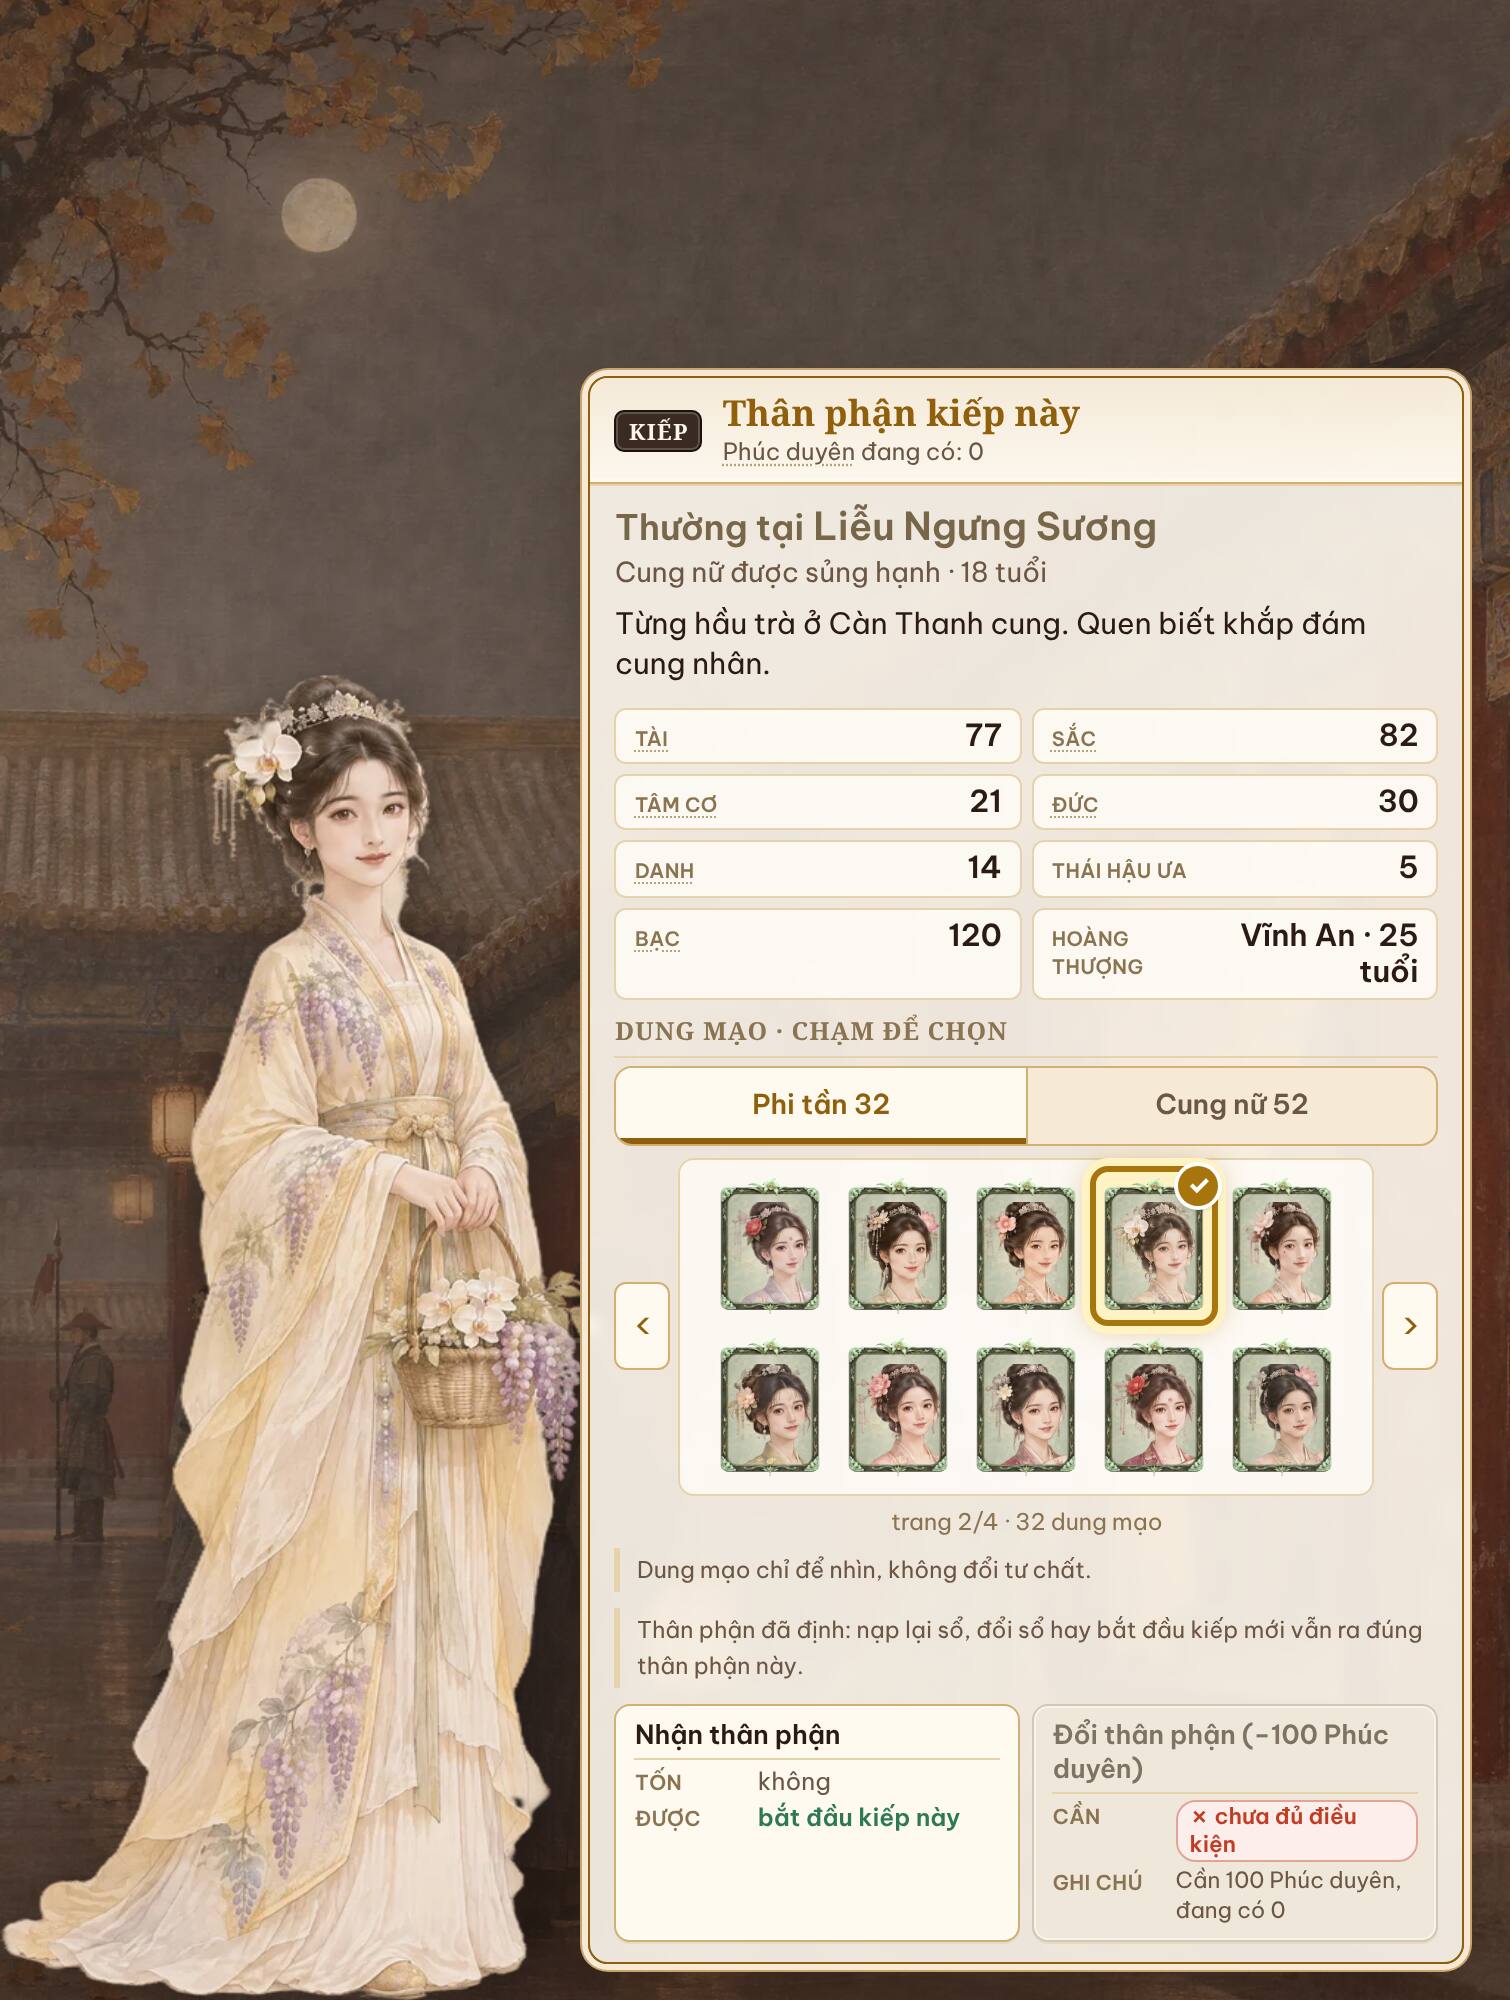 KIẾP
Thân phận kiếp này
Phúc duyên đang có: 0
Thường tại Liễu Ngưng Sương
Cung nữ được sủng hạnh · 18 tuổi
Từng hầu trà ở Càn Thanh cung. Quen biết khắp đám
cung nhân.
TÀI 77
SẮC 82
TÂM CƠ 21
ĐỨC 30
DANH 14
THÁI HẬU ƯA 5
BẠC 120
HOÀNG THƯỢNG Vĩnh An · 25 tuổi
DUNG MẠO · CHẠM ĐỂ CHỌN
Phi tần 32
Cung nữ 52
trang 2/4 · 32 dung mạo
Dung mạo chỉ để nhìn, không đổi tư chất.
Thân phận đã định: nạp lại sổ, đổi sổ hay bắt đầu kiếp mới vẫn ra đúng
thân phận này.
Nhận thân phận
TỐN không
ĐƯỢC bắt đầu kiếp này
Đổi thân phận (−100 Phúc
duyên)
CẦN × chưa đủ điều
kiện
GHI CHÚ Cần 100 Phúc duyên,
đang có 0